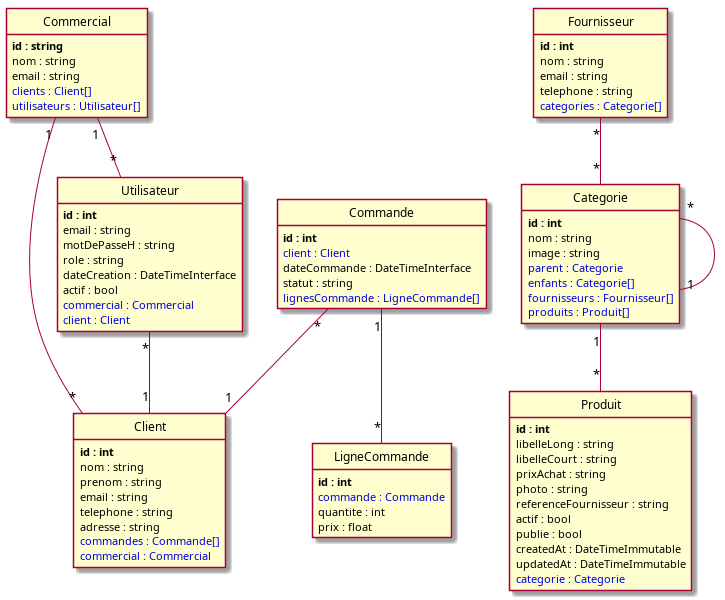 Commercial
id : string
nom : string
email : string
clients : Client[]
utilisateurs : Utilisateur[]
Fournisseur
id : int
nom : string
email : string
telephone : string
categories : Categorie[]
1
1
*
*
*
Utilisateur
id : int
email : string
motDePasseH : string
role : string
dateCreation : DateTimeInterface
actif : bool
commercial : Commercial
client : Client
Commande
id : int
client : Client
dateCommande : DateTimeInterface
statut : string
lignesCommande : LigneCommande[]
Categorie
id : int
nom : string
image : string
parent : Categorie
enfants : Categorie[]
fournisseurs : Fournisseur[]
produits : Produit[]
*
1
*
*
1
1
*
1
1
*
*
Client
id : int
nom : string
prenom : string
email : string
telephone : string
adresse : string
commandes : Commande[]
commercial : Commercial
LigneCommande
id : int
commande : Commande
quantite : int
prix : float
Produit
id : int
libelleLong : string
libelleCourt : string
prixAchat : string
photo : string
referenceFournisseur : string
actif : bool
publie : bool
createdAt : DateTimeImmutable
updatedAt : DateTimeImmutable
categorie : Categorie